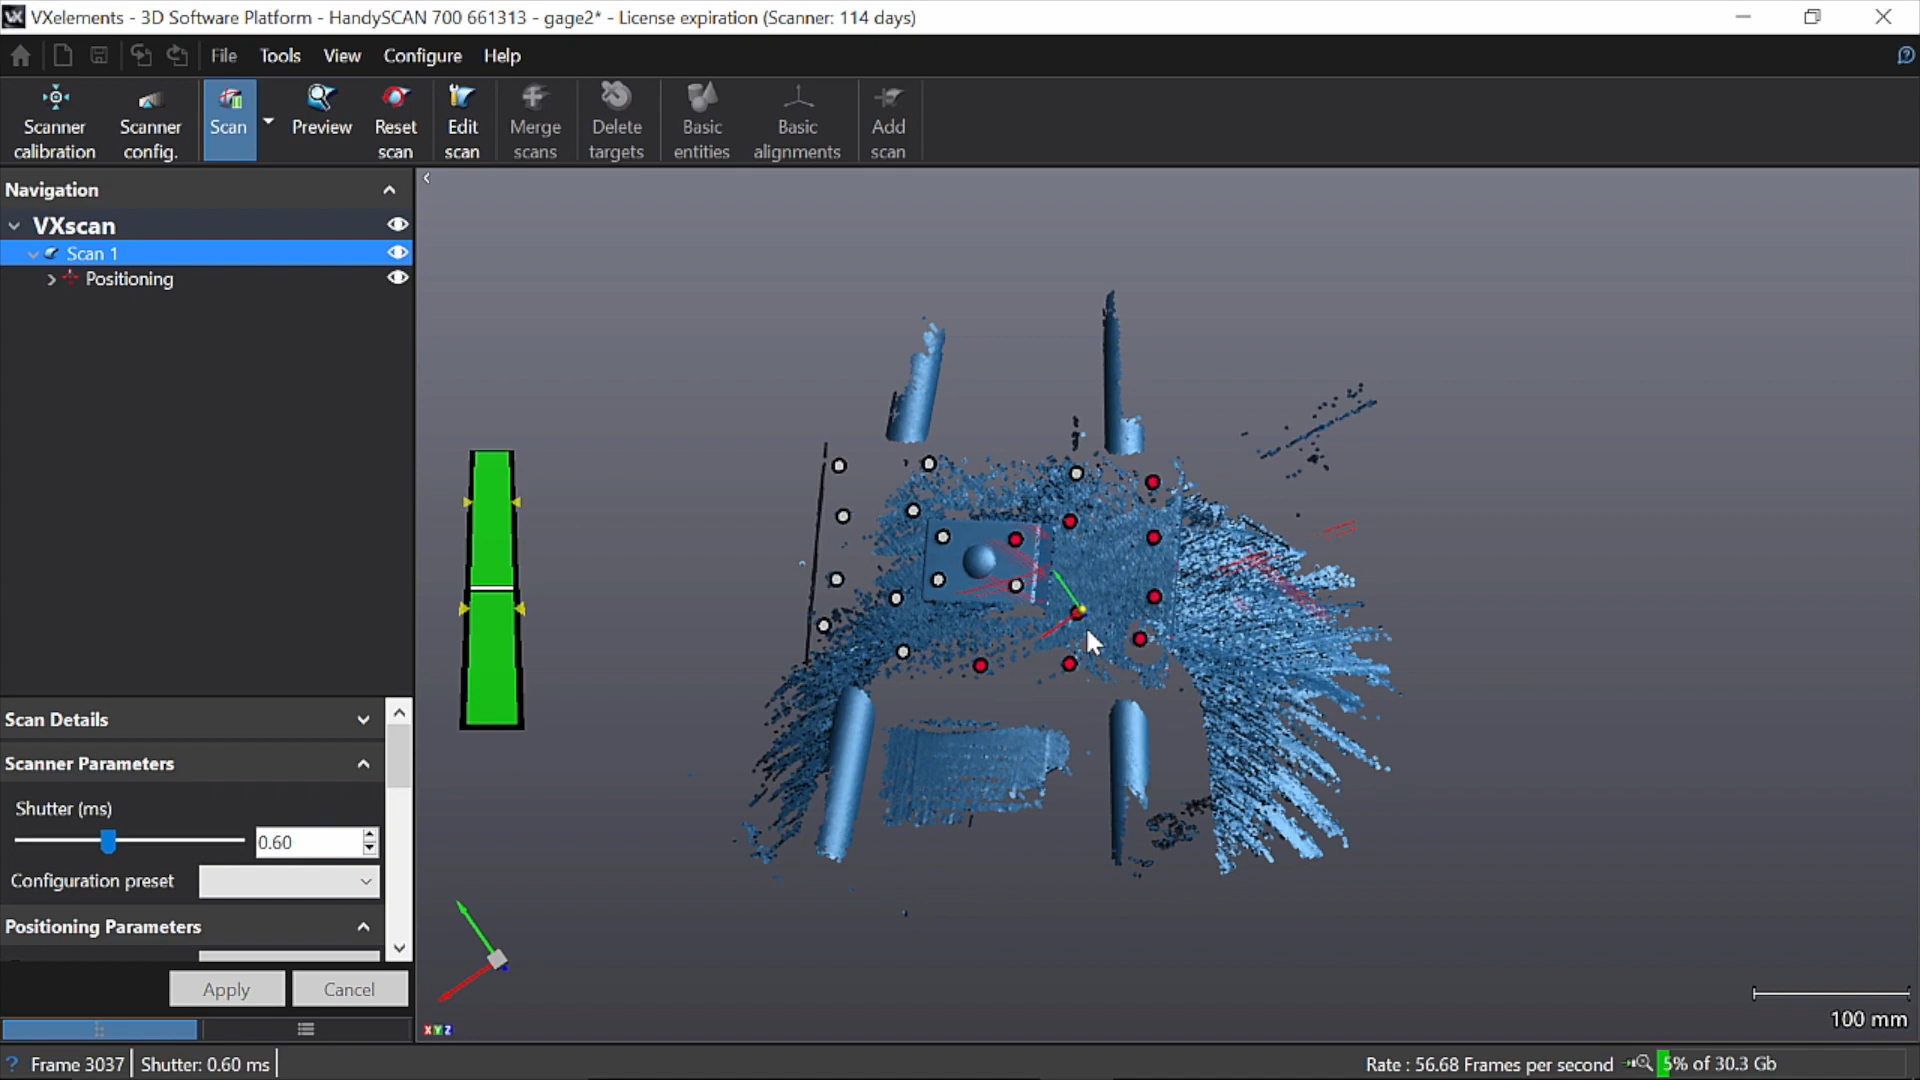 VXelements - 3D Software Platform - HandySCAN 700 661313 - gage2* - License expiration (Scanner: 114 days)
File Tools View Configure Help
Scanner calibration
Scanner config.
Scan
Preview
Reset scan
Edit scan
Merge scans
Delete targets
Basic entities
Basic alignments
Add scan
Navigation
VXscan
Scan 1
Positioning
Scan Details
Scanner Parameters
Shutter (ms)
0.60
Configuration preset
Positioning Parameters
Apply Cancel
XYZ
100 mm
Frame 3037 Shutter: 0.60 ms Rate : 56.68 Frames per second 5% of 30.3 Gb